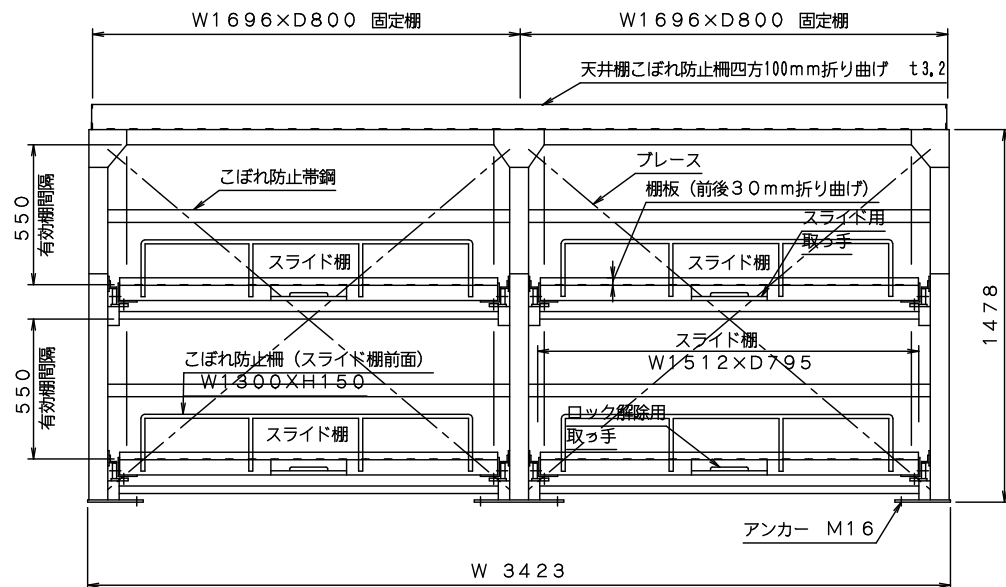 W1696×D800 固定棚
W1696×D800 固定棚
天井棚こぼれ防止柵四方100mm折り曲げ t3.2
ブレース
こぼれ防止帯鋼
棚板（前後３０mm折り曲げ）
スライド用
取っ手
550
有効棚間隔
スライド棚
スライド棚
1478
スライド棚
W1512×D795
こぼれ防止柵（スライド棚前面）
W1300XH150
550
有効棚間隔
ロック解除用
取っ手
スライド棚
アンカー M16
W 3423